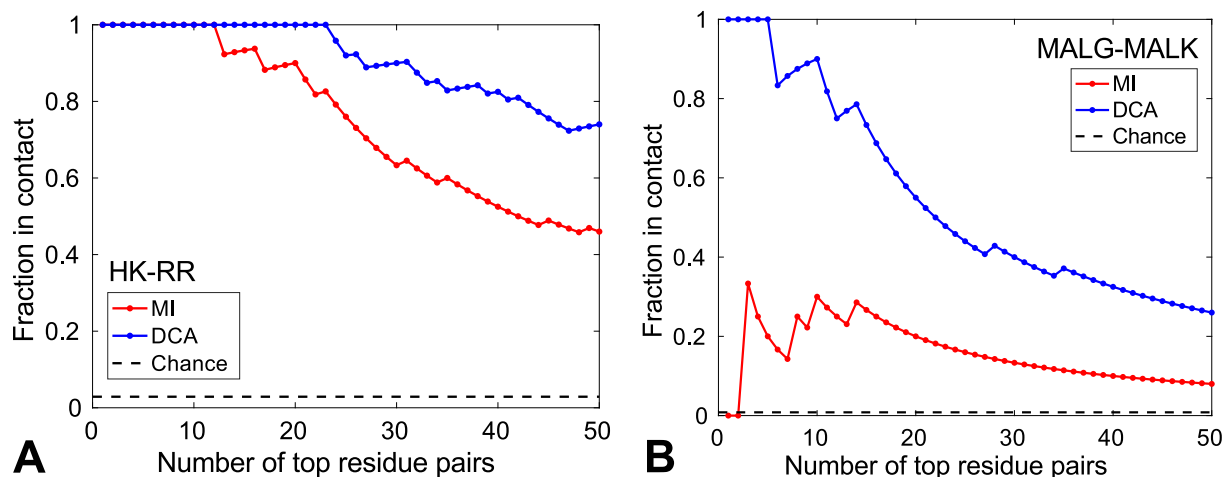 1
0.8
0.6
0.4
0.2
0
Fraction in contact
HK-RR
MI
DCA
Chance
0 10 20 30 40 50
Number of top residue pairs
A
1
0.8
0.6
0.4
0.2
0
Fraction in contact
MALG-MALK
MI
DCA
Chance
0 10 20 30 40 50
Number of top residue pairs
B